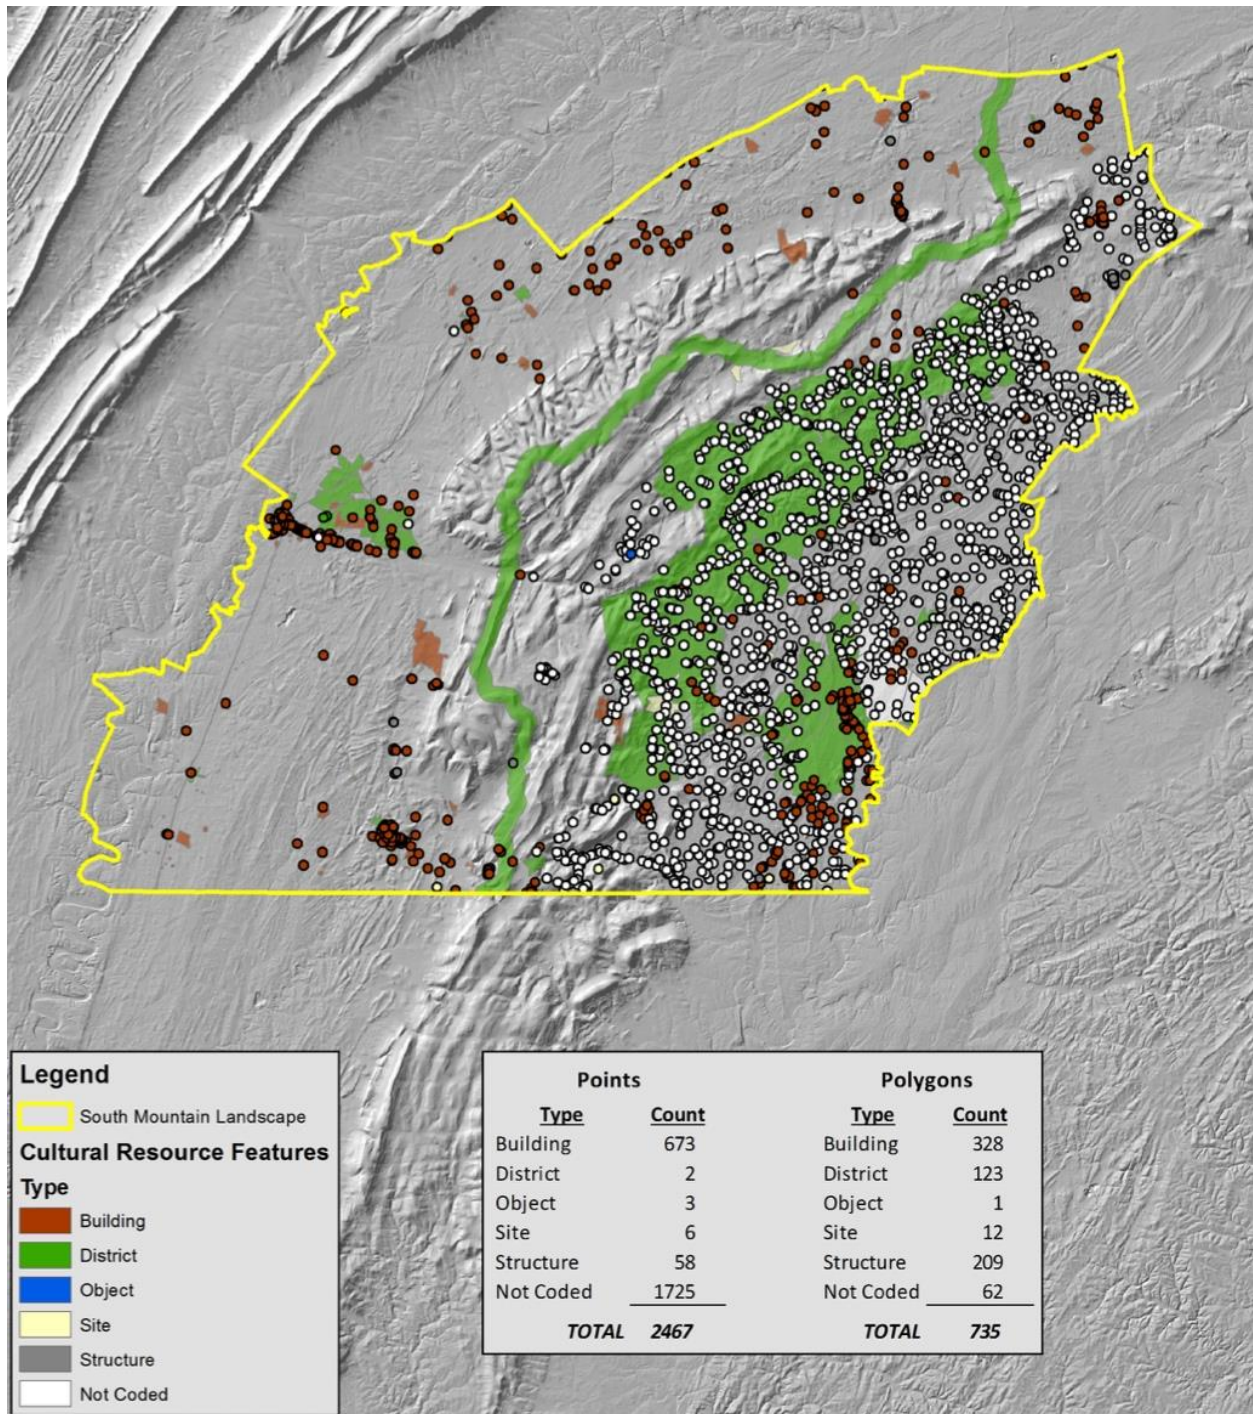 Legend
South Mountain Landscape
Cultural Resource Features
Type
Building
District
Object
Site
Structure
Not Coded
Points Polygons
Type Count Type Count
Building 673 Building 328
District 2 District 123
Object 3 Object 1
Site 6 Site 12
Structure 58 Structure 209
Not Coded 1725 Not Coded 62
TOTAL 2467 TOTAL 735